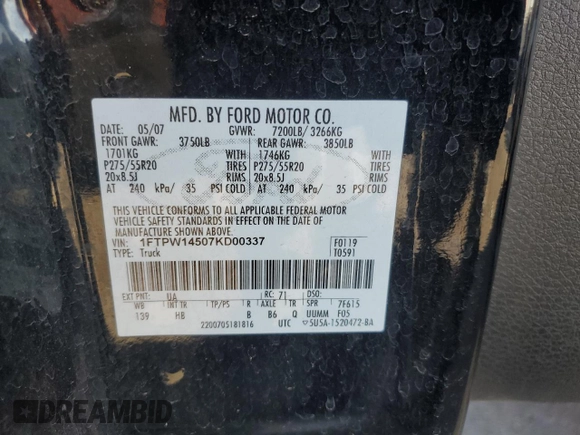 MFD. BY FORD MOTOR CO.
DATE: 05/07 GVWR: 7200LB/ 3266KG
FRONT GAWR: 3750LB REAR GAWR: 3850LB
1701KG WITH 1746KG WITH
P275/55R20 TIRES P275/55R20 TIRES
20x8.5J RIMS 20x8.5J RIMS
AT 240 kPa/ 35 PSI COLD AT 240 kPa/ 35 PSI COLD
THIS VEHICLE CONFORMS TO ALL APPLICABLE FEDERAL MOTOR
VEHICLE SAFETY STANDARDS IN EFFECT ON THE DATE OF
MANUFACTURE SHOWN ABOVE.
VIN: 1FTPW14507KD00337 F0119
TYPE: Truck T0591
EXT PNT: UA RC: 71 DSO:
WB INT TR TP/PS R AXLE TR SPR 7F615
139 HB B B6 Q UUMM F05
2200705181816 UTC 5U5A-1520472-BA
DREAMBID